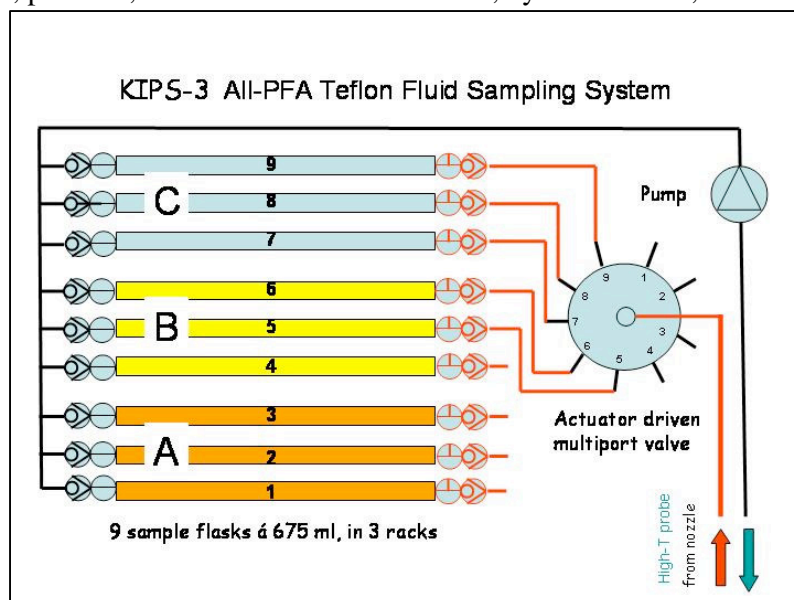 KIPS-3 All-PFA Teflon Fluid Sampling System
9
C
8
7
6
B
5
4
3
A
2
1
Pump
9
1
8
2
7
3
6
5
4
Actuator driven
multiport valve
9 sample flasks á 675 ml, in 3 racks
High-T probe
from nozzle